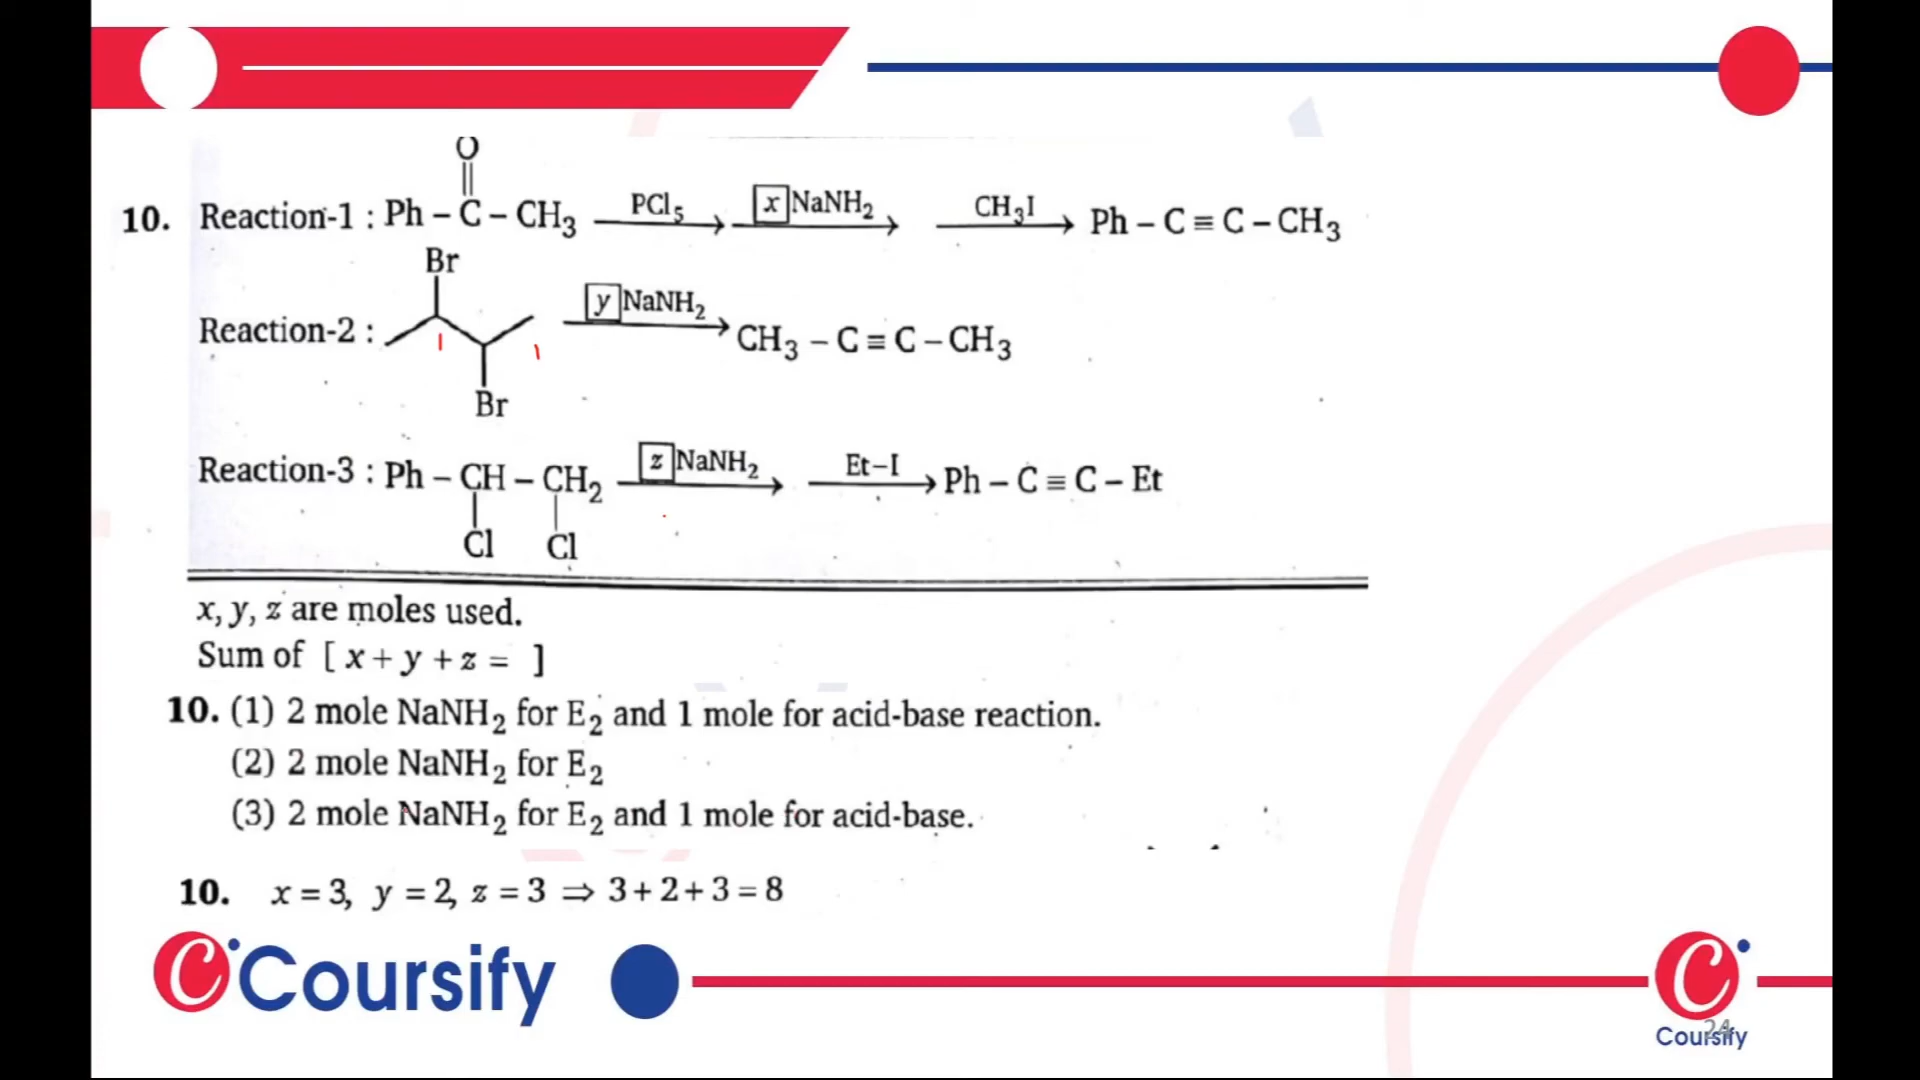 O
10. Reaction-1 : Ph – C – CH₃ PCl₅ x NaNH₂ CH₃I Ph – C ≡ C – CH₃
Br
Reaction-2 : y NaNH₂ CH₃ – C ≡ C – CH₃
Br
Reaction-3 : Ph – CH – CH₂ z NaNH₂ Et–I Ph – C ≡ C – Et
Cl Cl
x, y, z are moles used.
Sum of [ x + y + z = ]
10. (1) 2 mole NaNH₂ for E₂ and 1 mole for acid-base reaction.
(2) 2 mole NaNH₂ for E₂
(3) 2 mole NaNH₂ for E₂ and 1 mole for acid-base.
10. x = 3, y = 2, z = 3 ⇒ 3 + 2 + 3 = 8
Coursify
Coursify
24